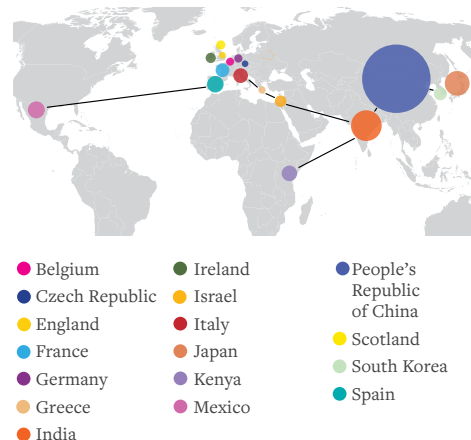 Belgium
Czech Republic
England
France
Germany
Greece
India
Ireland
Israel
Italy
Japan
Kenya
Mexico
People's
Republic
of China
Scotland
South Korea
Spain